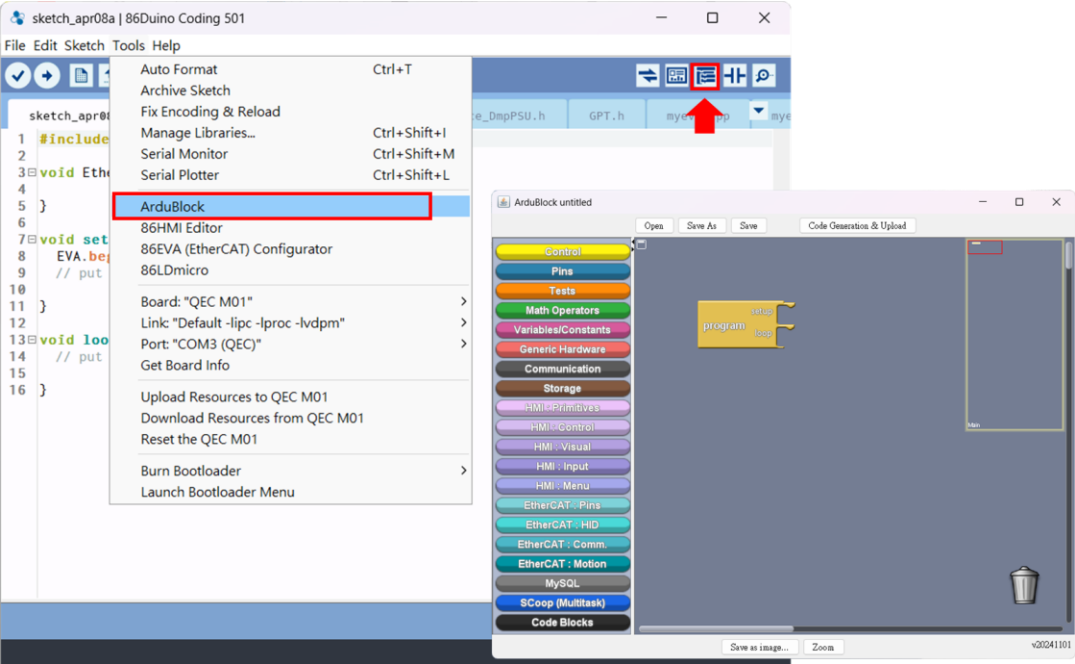 sketch_apr08a | 86Duino Coding 501
File Edit Sketch Tools Help
Auto Format Ctrl+T
Archive Sketch
Fix Encoding & Reload
Manage Libraries... Ctrl+Shift+I
Serial Monitor Ctrl+Shift+M
Serial Plotter Ctrl+Shift+L
ArduBlock
86HMI Editor
86EVA (EtherCAT) Configurator
86LDmicro
Board: "QEC M01"
Link: "Default -lipc -lproc -lvdpm"
Port: "COM3 (QEC)"
Get Board Info
Upload Resources to QEC M01
Download Resources from QEC M01
Reset the QEC M01
Burn Bootloader
Launch Bootloader Menu
sketch_apr08
e_DmpPSU.h GPT.h
1 #include
2
3 void Eth
4
5 }
6
7 void set
8 EVA.beg
9 // put
10
11 }
12
13 void loo
14 // put
15
16 }
ArduBlock untitled
Open Save As Save Code Generation & Upload
Control
Pins
Tests
Math Operators
Variables/Constants
Generic Hardware
Communication
Storage
HMI : Primitives
HMI : Control
HMI : Visual
HMI : Input
HMI : Menu
EtherCAT : Pins
EtherCAT : HID
EtherCAT : Comm.
EtherCAT : Motion
MySQL
SCoop (Multitask)
Code Blocks
program
setup
loop
Main
Save as image... Zoom
v20241101